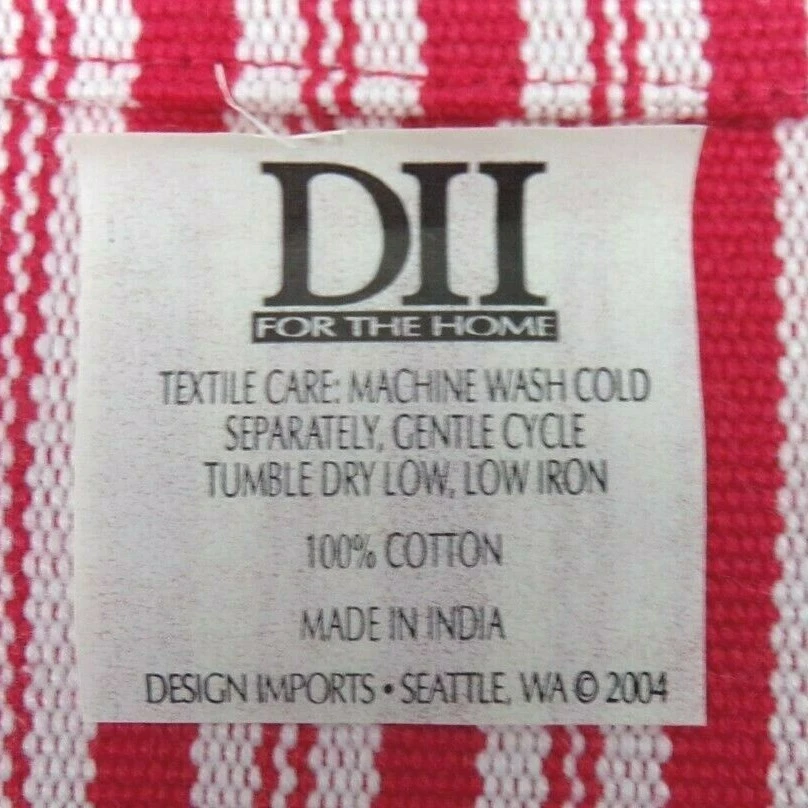 DII
FOR THE HOME
TEXTILE CARE: MACHINE WASH COLD
SEPARATELY, GENTLE CYCLE
TUMBLE DRY LOW, LOW IRON
100% COTTON
MADE IN INDIA
DESIGN IMPORTS • SEATTLE, WA © 2004